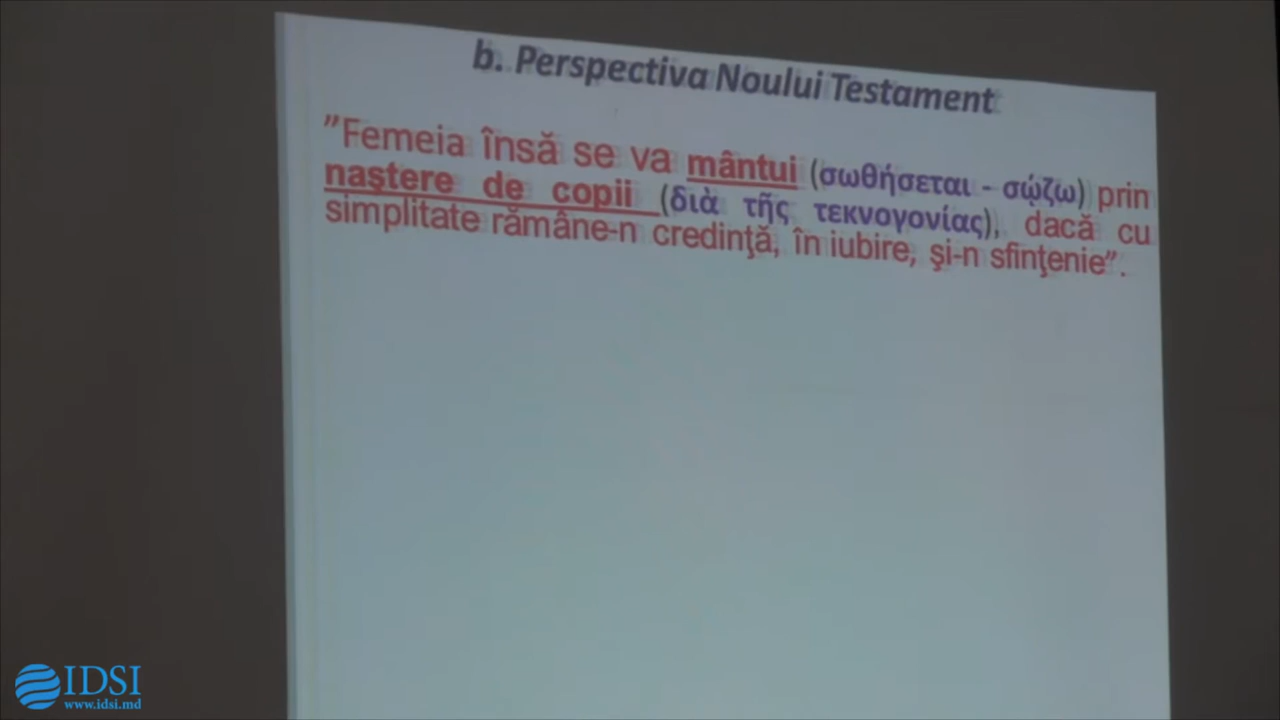 b. Perspectiva Noului Testament
”Femeia însă se va mântui (σωθήσεται - σῴζω) prin
naştere de copii (διὰ τῆς τεκνογονίας), dacă cu
simplitate rămâne-n credinţă, în iubire, şi-n sfinţenie”.
IDSI
www.idsi.md